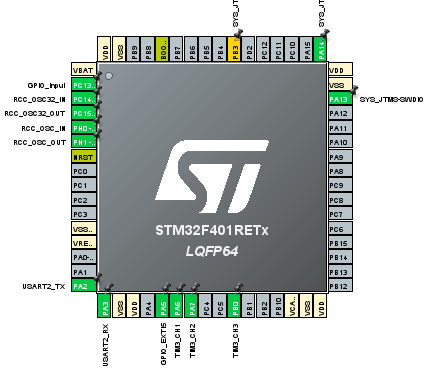 SYS_JT
SYS_JT
VDD
VSS
PB9
PB8
BOO..
PB7
PB6
PB5
PB4
PB3
PD2
PC12
PC11
PC10
PA15
PA14
VBAT
GPIO_Input PC13..
RCC_OSC32_IN PC14..
RCC_OSC32_OUT PC15..
RCC_OSC_IN PH0-..
RCC_OSC_OUT PH1-..
NRST
PC0
PC1
PC2
PC3
VSS..
VRE..
PA0-..
PA1
USART2_TX PA2
STM32F401RETx
LQFP64
VDD
VSS
PA13 SYS_JTMS-SWDIO
PA12
PA11
PA10
PA9
PA8
PC9
PC8
PC7
PC6
PB15
PB14
PB13
PB12
PA3
VSS
VDD
PA4
PA5
PA6
PA7
PC4
PC5
PB0
PB1
PB2
PB10
VCA..
VSS
VDD
USART2_RX
GPIO_EXTI5
TIM3_CH1
TIM3_CH2
TIM3_CH3